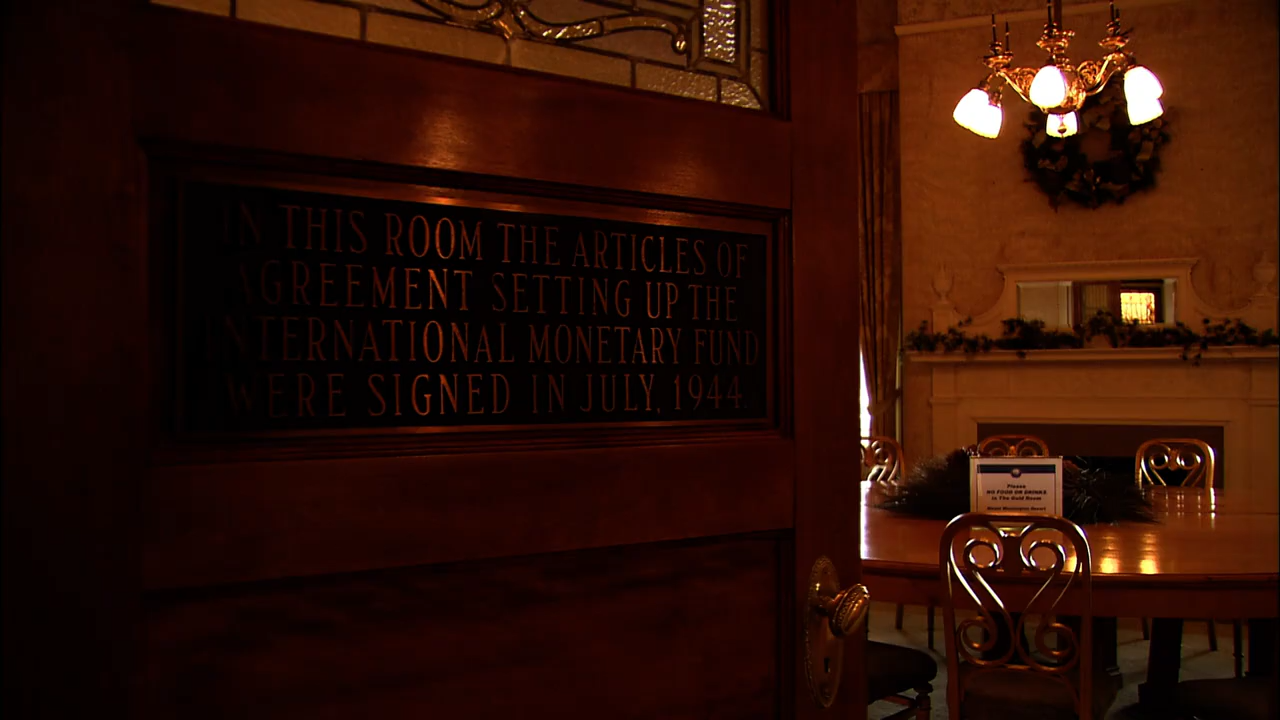 IN THIS ROOM THE ARTICLES OF
AGREEMENT SETTING UP THE
INTERNATIONAL MONETARY FUND
WERE SIGNED IN JULY, 1944.
Please
NO FOOD OR DRINKS
in The Gold Room